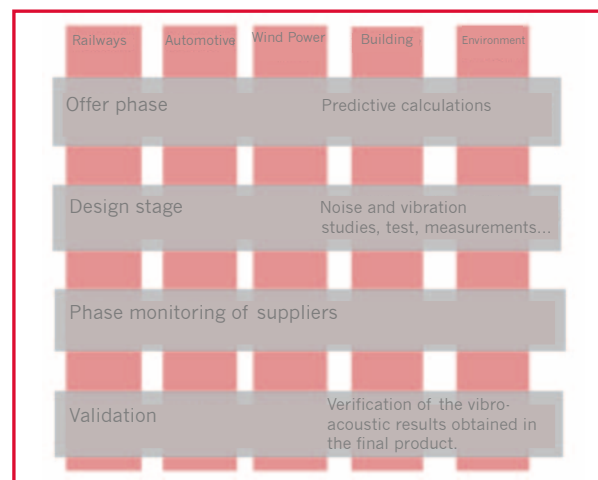 Railways Automotive Wind Power Building Environment
Offer phase Predictive calculations
Design stage Noise and vibration
studies, test, measurements...
Phase monitoring of suppliers
Validation Verification of the vibro-
acoustic results obtained in
the final product.